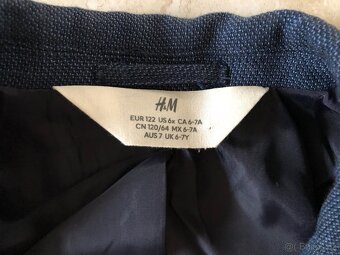 H&M
EUR 122 US 6x CA 6-7A
CN 120/64 MX 6-7A
AUS 7 UK 6-7Y